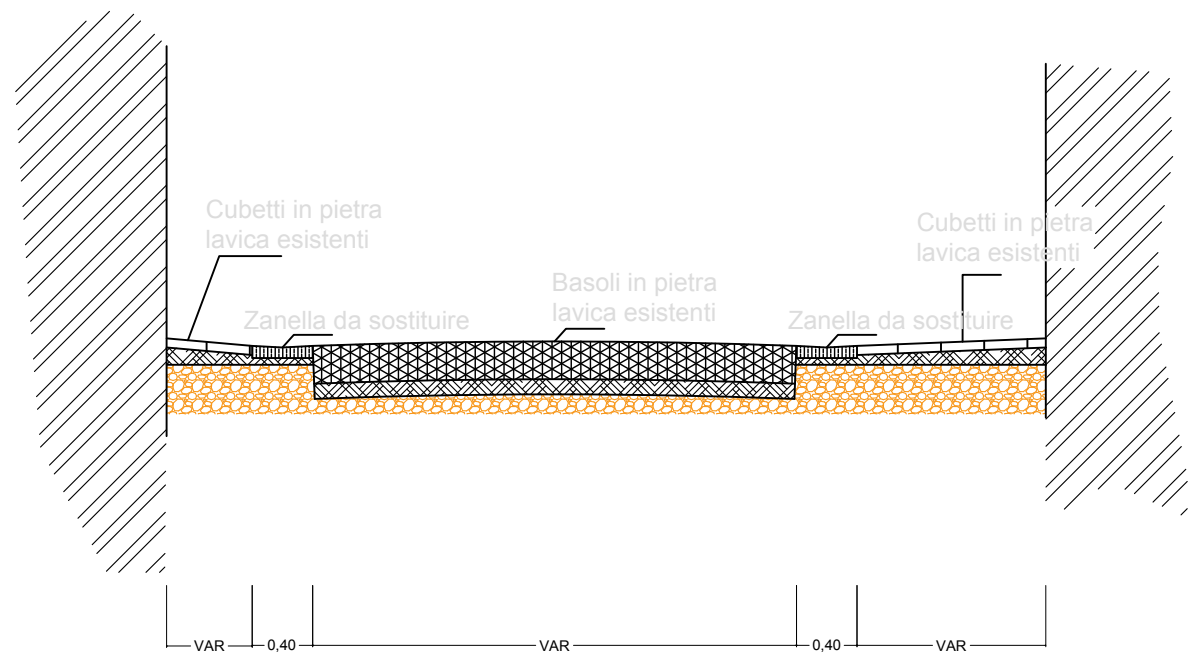 Cubetti in pietra
lavica esistenti
Cubetti in pietra
lavica esistenti
Basoli in pietra
lavica esistenti
Zanella da sostituire
Zanella da sostituire
VAR
0,40
VAR
0,40
VAR